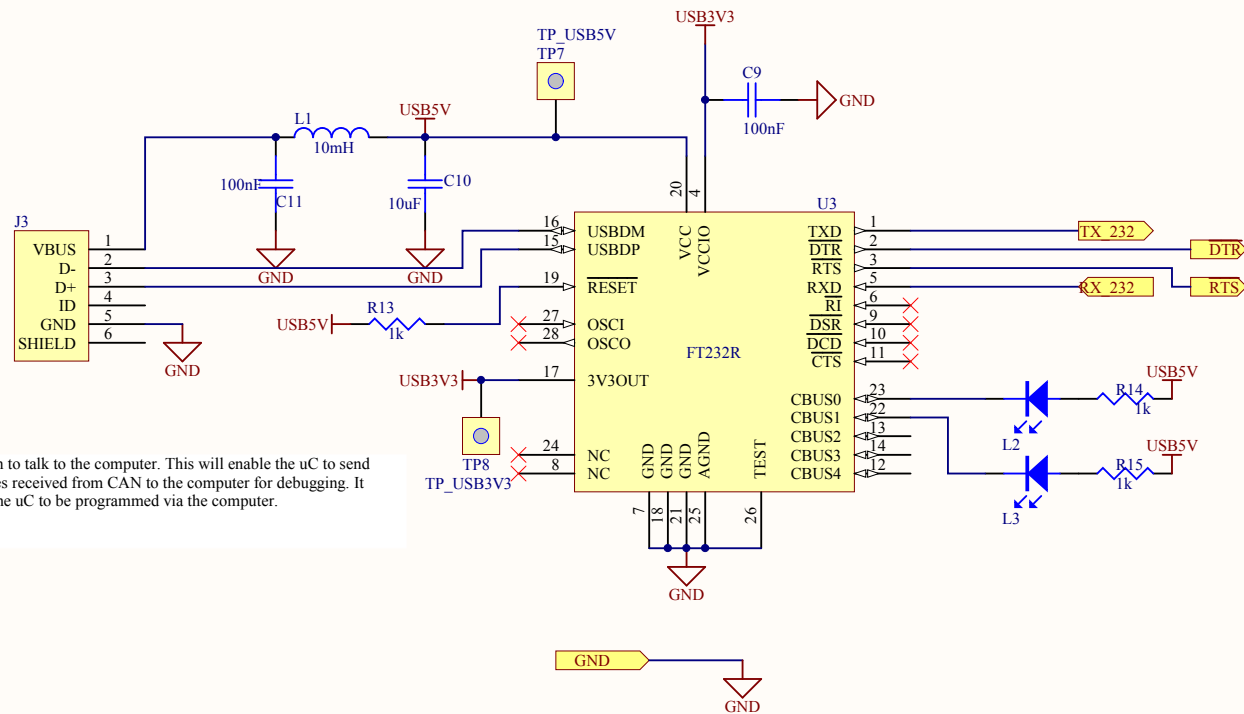 USB3V3
TP_USB5V
TP7
C9
GND
100nF
USB5V
L1
10mH
100nF
C11
C10
10uF
GND
GND
J3
VBUS 1
D- 2
D+ 3
ID 4
GND 5
SHIELD 6
GND
USB5V
R13
1k
USB3V3
TP8
TP_USB3V3
U3
FT232R
20 VCC
4 VCCIO
16 USBDM
15 USBDP
19 RESET
27 OSCI
28 OSCO
17 3V3OUT
24 NC
8 NC
GND 7
GND 18
GND 21
AGND 25
TEST 26
GND
TXD 1
DTR 2
RTS 3
RXD 5
RI 6
DSR 9
DCD 10
CTS 11
CBUS0 23
CBUS1 22
CBUS2 13
CBUS3 14
CBUS4 12
TX_232
DTR
RX_232
RTS
USB5V
R14
1k
L2
USB5V
R15
1k
L3
to talk to the computer. This will enable the uC to send
received from CAN to the computer for debugging. It
uC to be programmed via the computer.
GND
GND